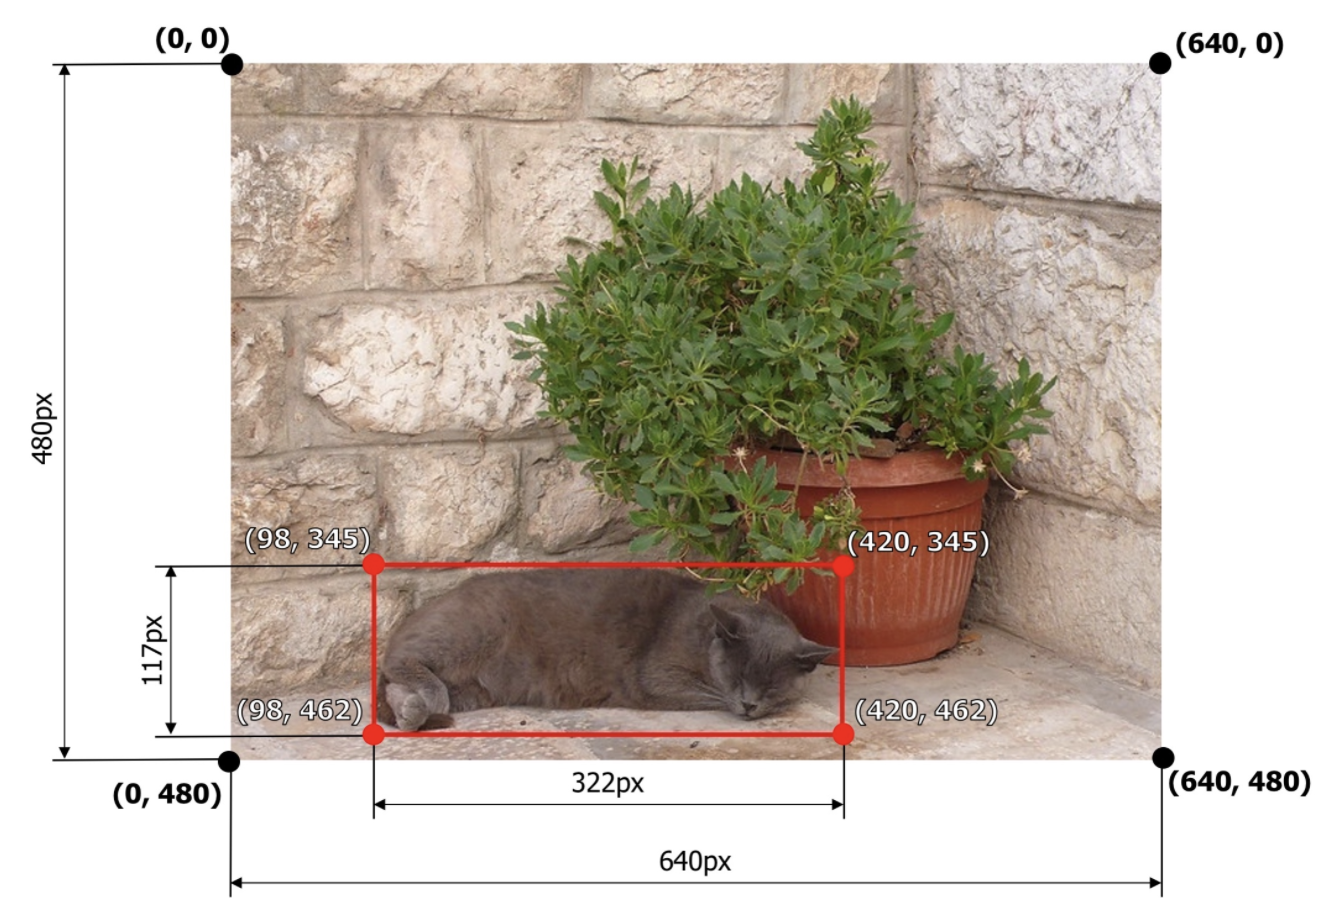 (0, 0)
(640, 0)
480px
(98, 345)
(420, 345)
117px
(98, 462)
(420, 462)
322px
(0, 480)
(640, 480)
640px